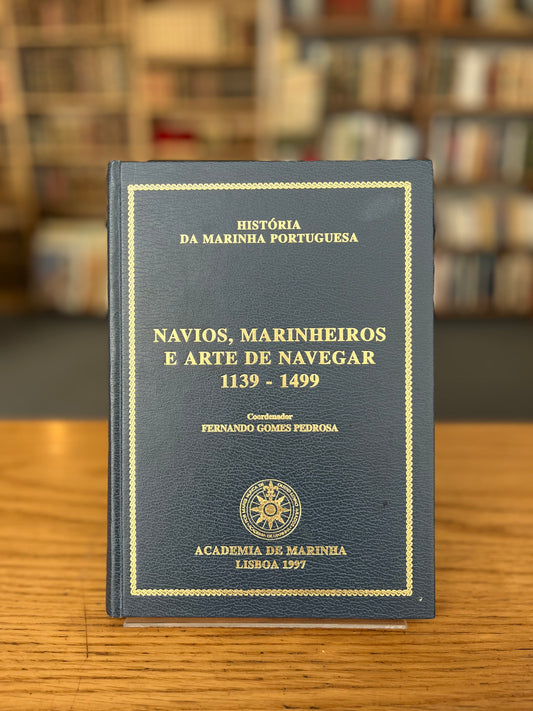 HISTÓRIA
DA MARINHA PORTUGUESA
NAVIOS, MARINHEIROS
E ARTE DE NAVEGAR
1139 - 1499
Coordenador
FERNANDO GOMES PEDROSA
ACADEMIA DE MARINHA
LISBOA 1997